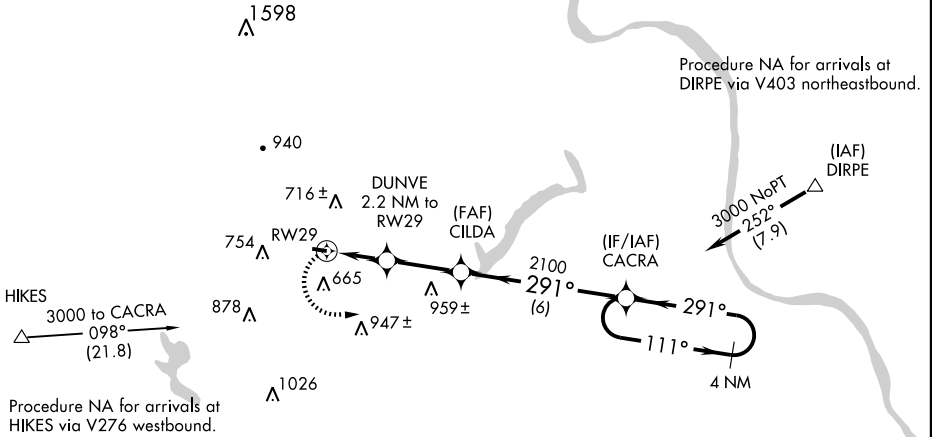 1598
Procedure NA for arrivals at
DIRPE via V403 northeastbound.
940
(IAF)
DIRPE
3000 NoPT
252°
(7.9)
716 ±
DUNVE
2.2 NM to
RW29
(FAF)
CILDA
754
RW29
(IF/IAF)
CACRA
2100
291°
(6)
665
959 ±
291°
111°
4 NM
HIKES
3000 to CACRA
098°
(21.8)
878
947 ±
1026
Procedure NA for arrivals at
HIKES via V276 westbound.